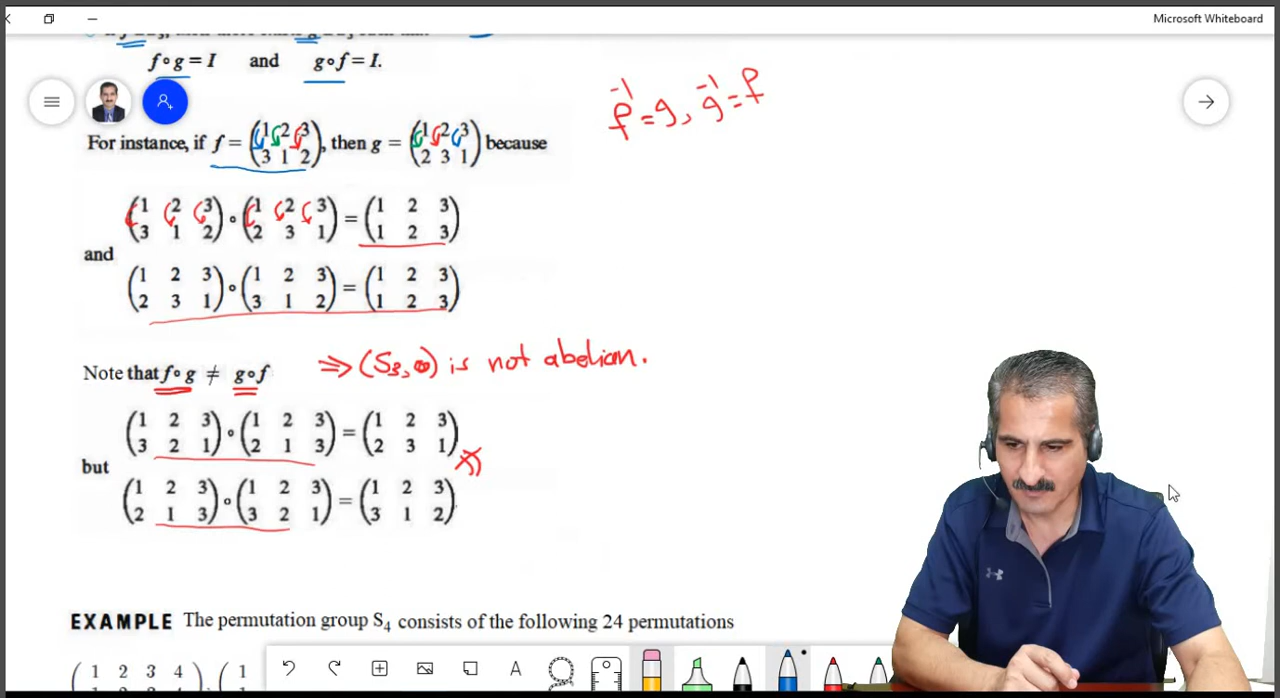 Microsoft Whiteboard
f∘g = I and g∘f = I.
f⁻¹ = g, g⁻¹ = f
For instance, if f = (1 2 3 / 3 1 2), then g = (1 2 3 / 2 3 1) because
(1 2 3 / 3 1 2) ∘ (1 2 3 / 2 3 1) = (1 2 3 / 1 2 3)
and
(1 2 3 / 2 3 1) ∘ (1 2 3 / 3 1 2) = (1 2 3 / 1 2 3)
Note that f∘g ≠ g∘f ⇒ (S₃, ∘) is not abelian.
(1 2 3 / 3 2 1) ∘ (1 2 3 / 2 1 3) = (1 2 3 / 2 3 1)
but
(1 2 3 / 2 1 3) ∘ (1 2 3 / 3 2 1) = (1 2 3 / 3 1 2)
EXAMPLE The permutation group S₄ consists of the following 24 permutations
(1 2 3 4), (1
A